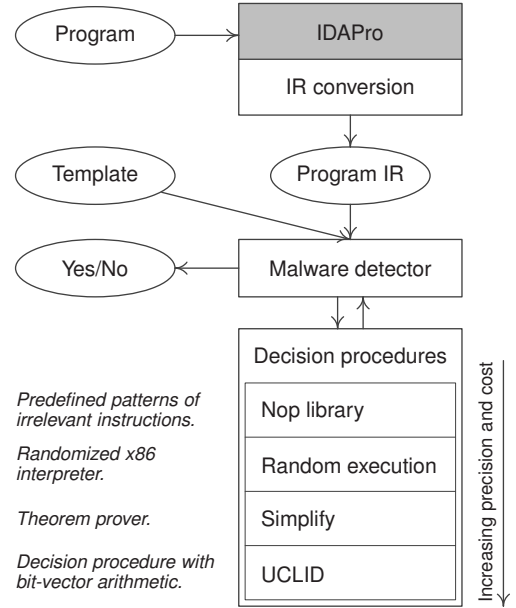 Program
IDAPro
IR conversion
Template
Program IR
Yes/No
Malware detector
Decision procedures
Predefined patterns of
irrelevant instructions.
Nop library
Randomized x86
interpreter.
Random execution
Theorem prover.
Simplify
Decision procedure with
bit-vector arithmetic.
UCLID
Increasing precision and cost